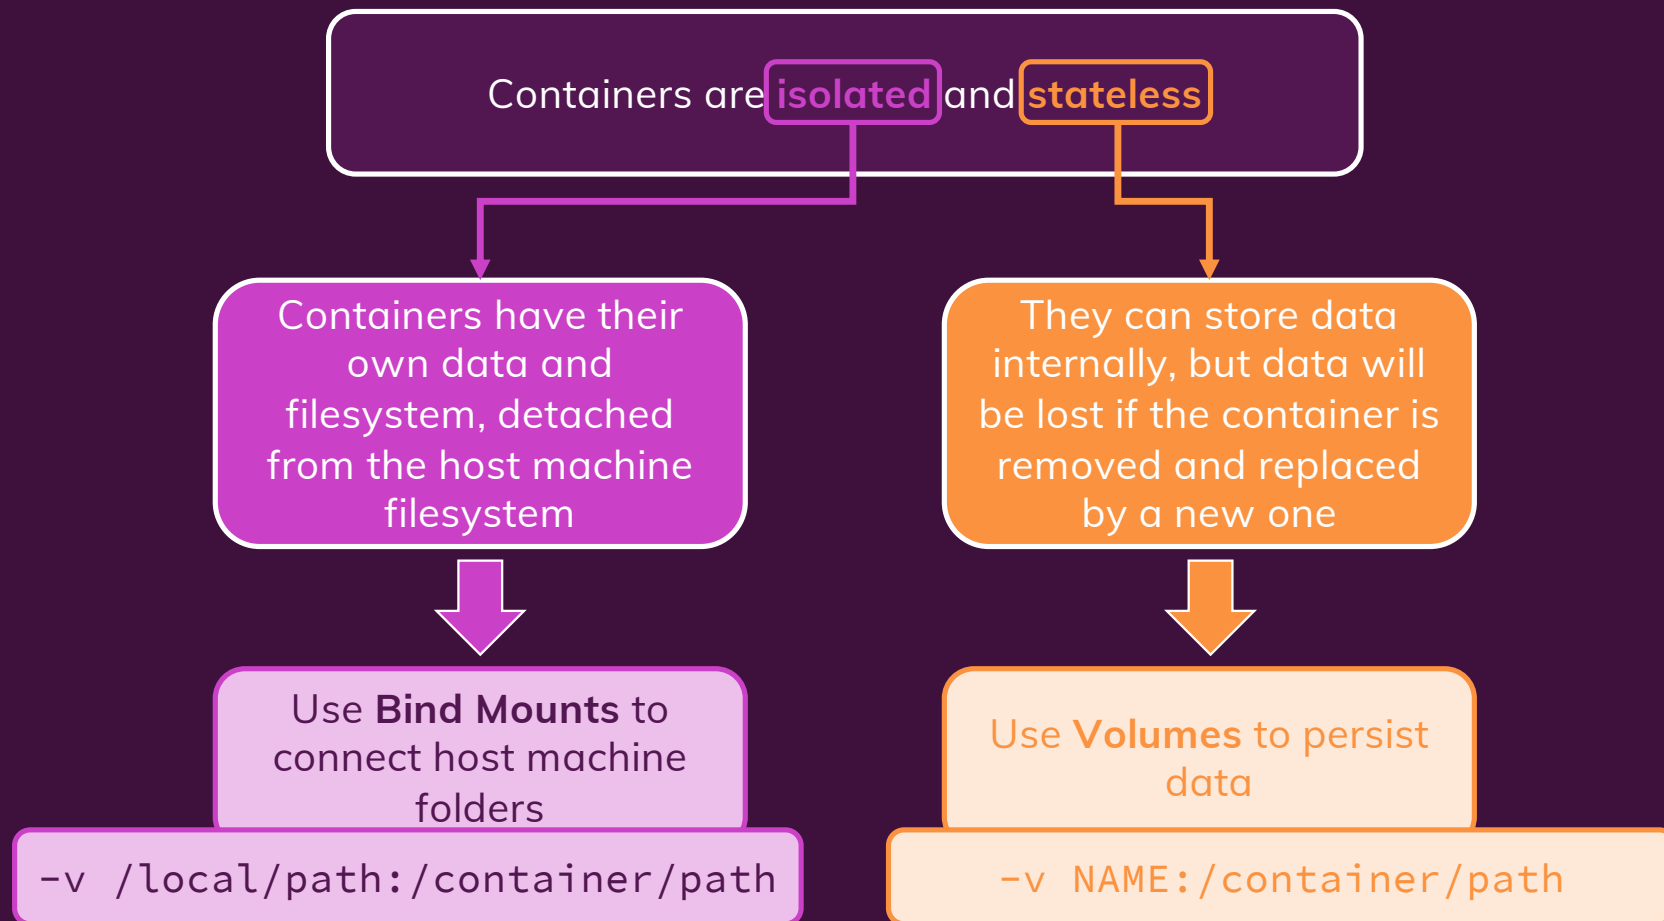 Containers are isolated and stateless
Containers have their
own data and
filesystem, detached
from the host machine
filesystem
They can store data
internally, but data will
be lost if the container is
removed and replaced
by a new one
Use Bind Mounts to
connect host machine
folders
-v /local/path:/container/path
Use Volumes to persist
data
-v NAME:/container/path